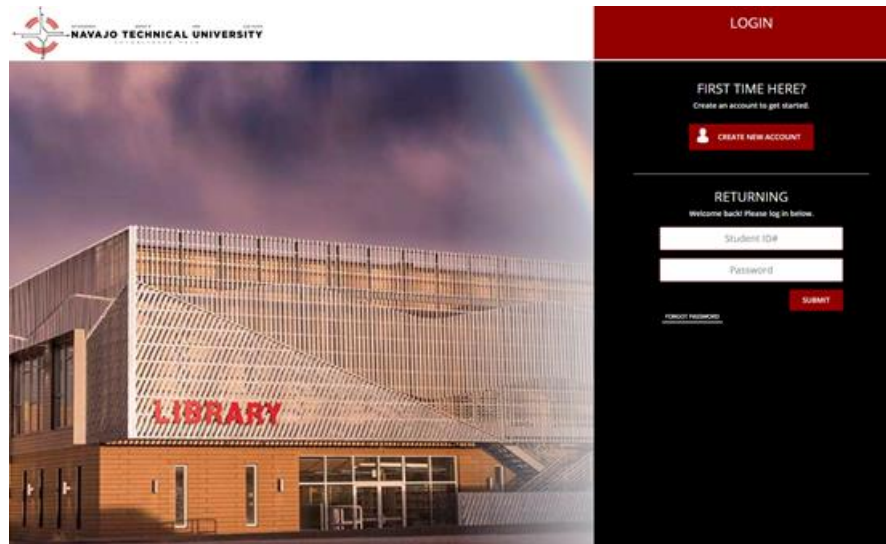 NAVAJO TECHNICAL UNIVERSITY
LOGIN
FIRST TIME HERE?
Create an account to get started.
CREATE NEW ACCOUNT
RETURNING
Welcome back! Please log in below.
Student ID#
Password
SUBMIT
FORGOT PASSWORD
LIBRARY